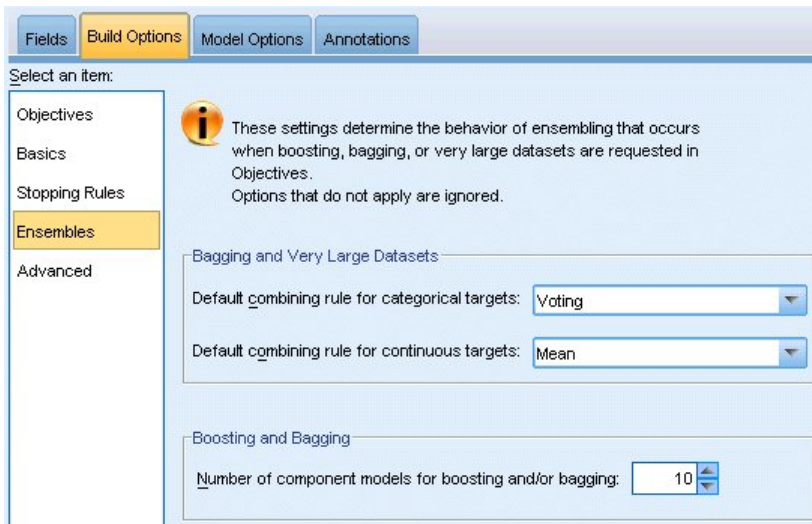 Fields Build Options Model Options Annotations
Select an item:
Objectives
Basics
Stopping Rules
Ensembles
Advanced
These settings determine the behavior of ensembling that occurs
when boosting, bagging, or very large datasets are requested in
Objectives.
Options that do not apply are ignored.
Bagging and Very Large Datasets
Default combining rule for categorical targets: Voting
Default combining rule for continuous targets: Mean
Boosting and Bagging
Number of component models for boosting and/or bagging: 10